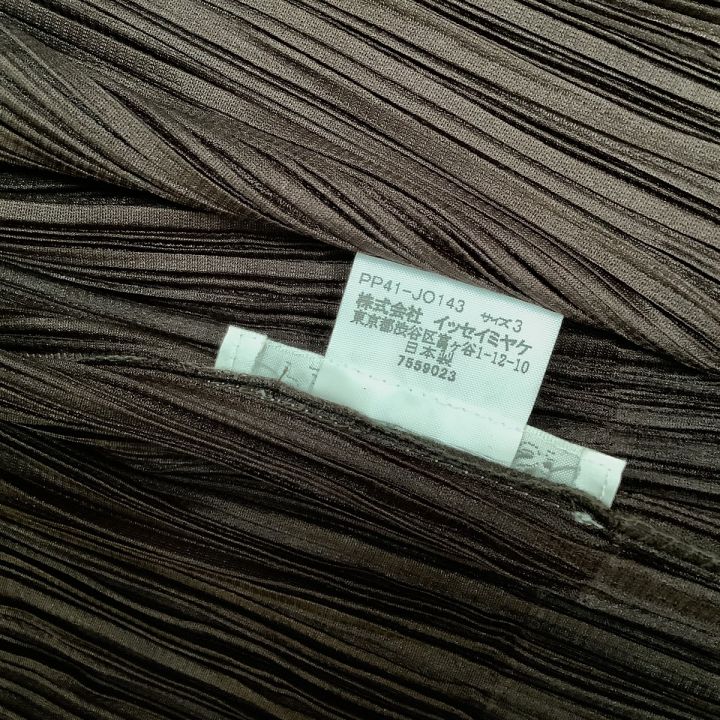 PP41-JO143 サイズ3
株式会社 イッセイミヤケ
東京都渋谷区富ヶ谷1-12-10
日本製
7559023